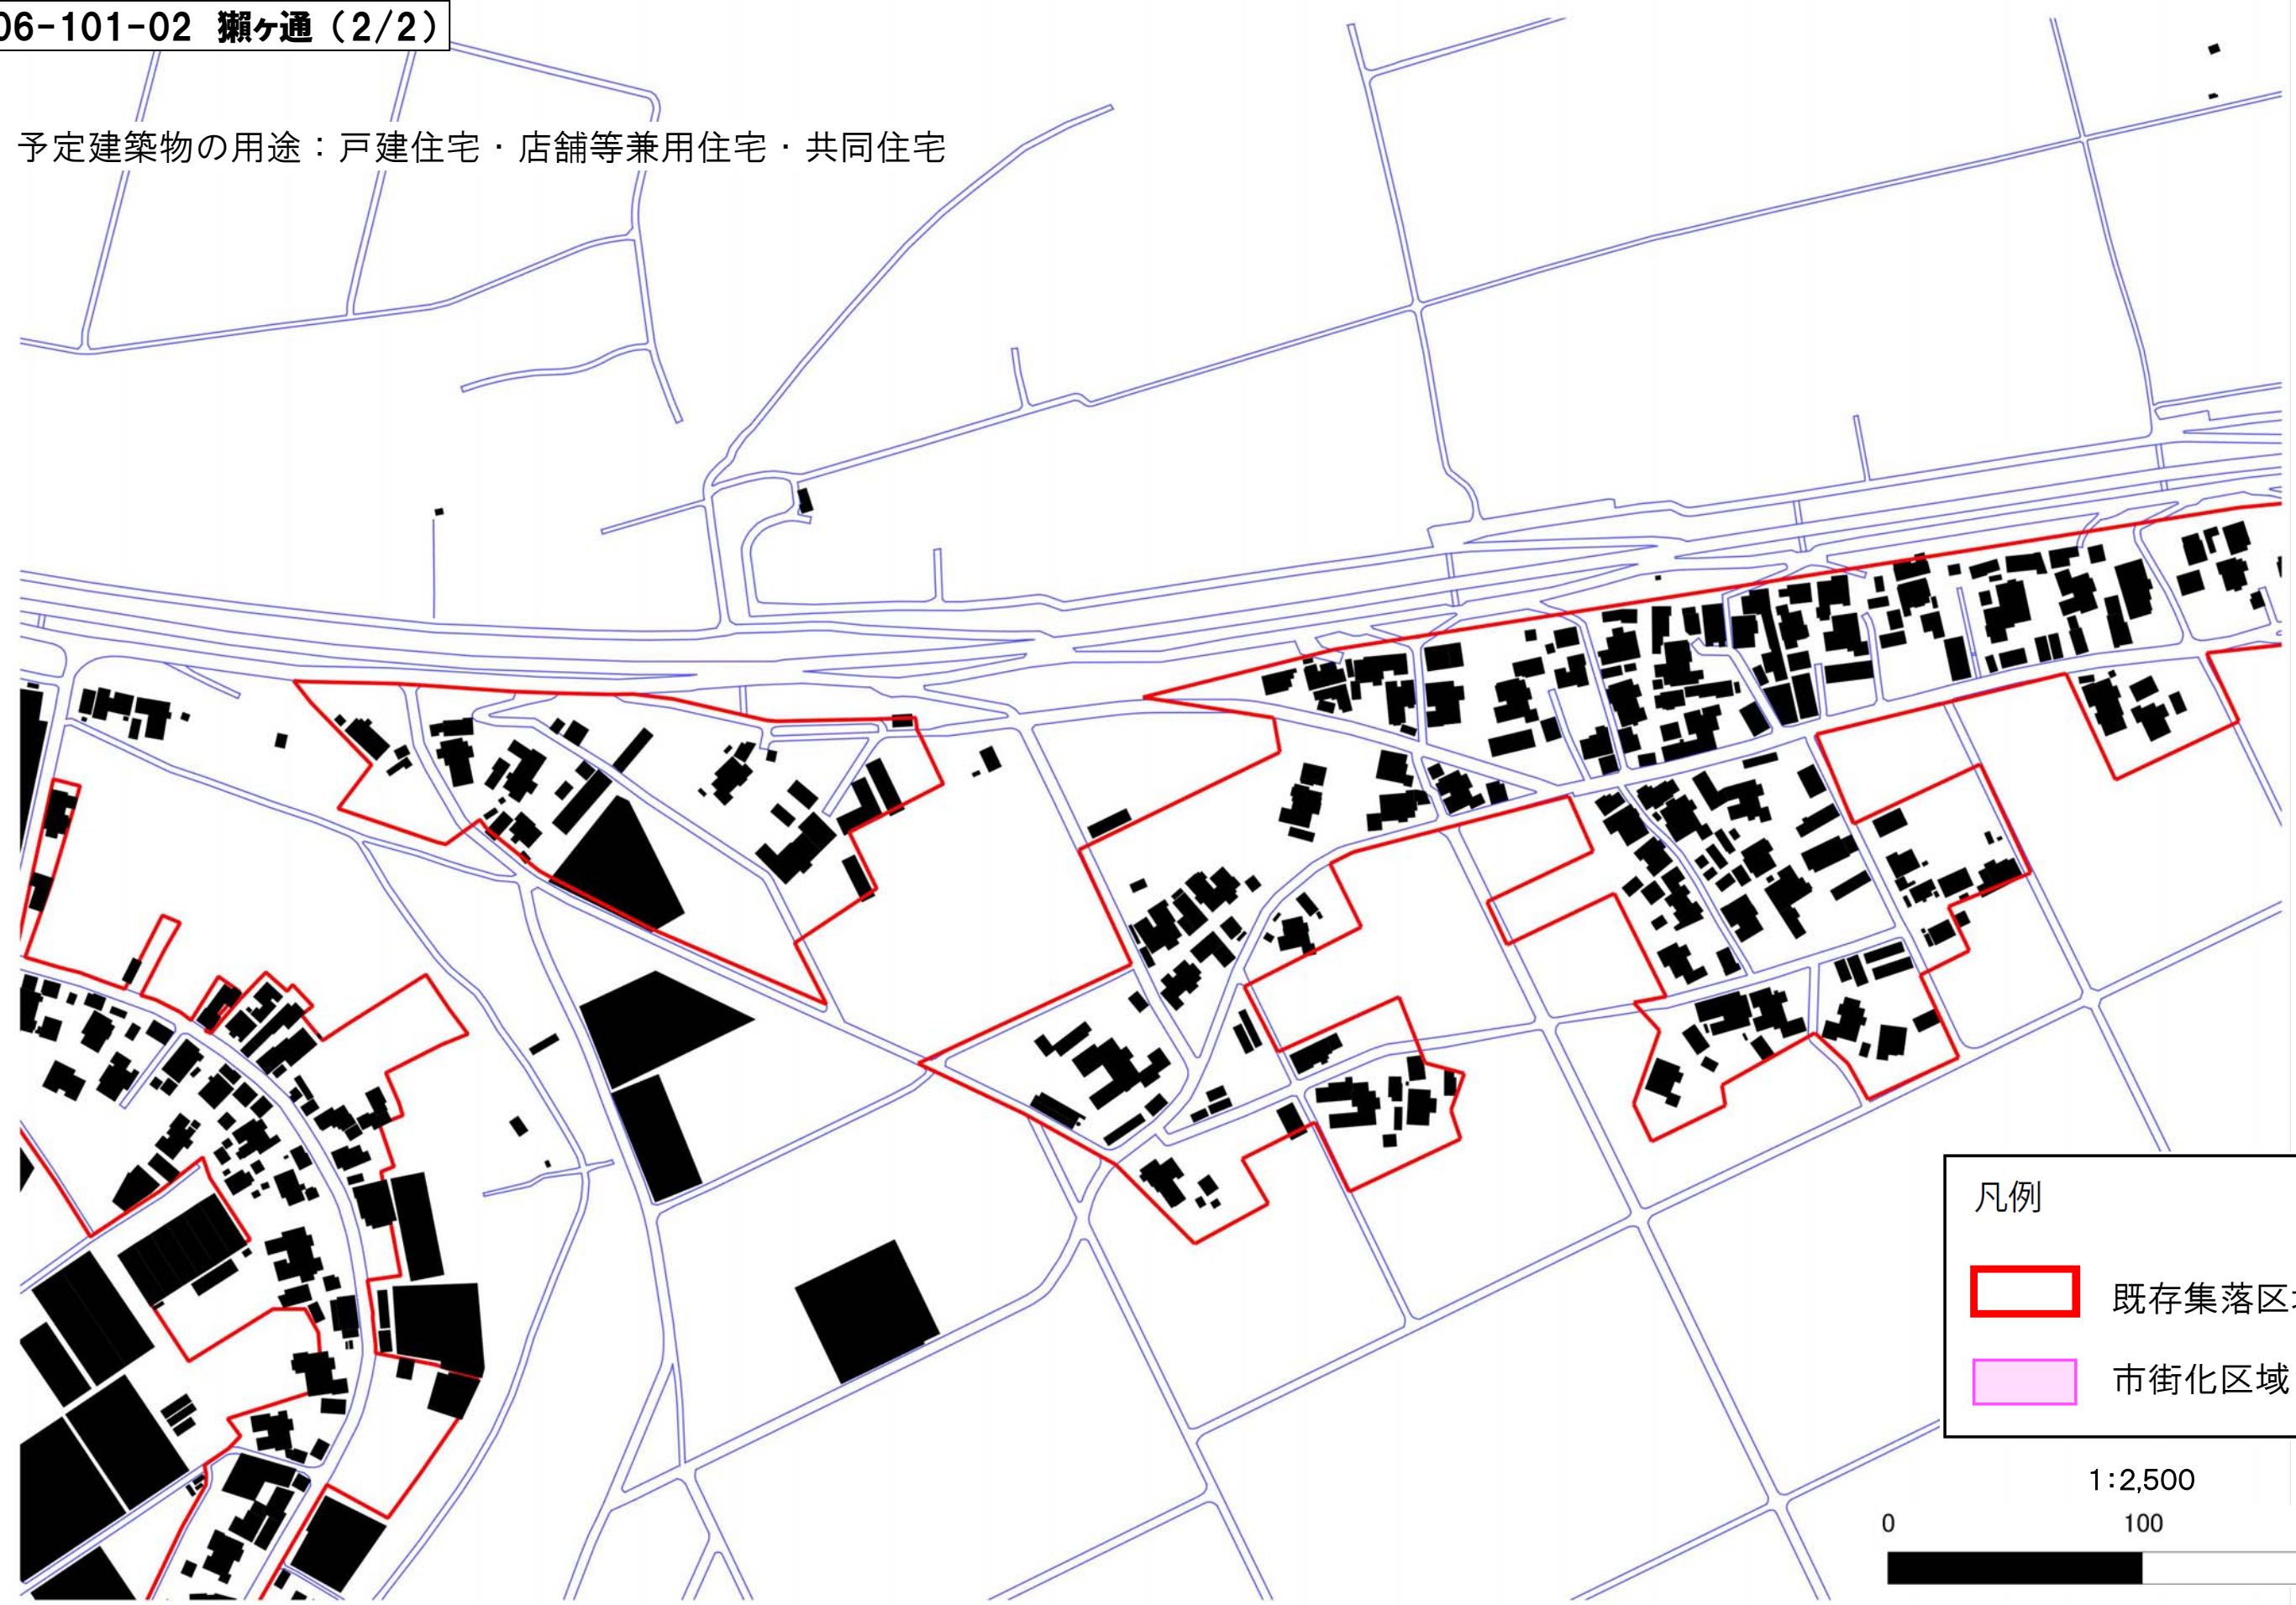 06-101-02 獺ヶ通（2/2）
予定建築物の用途：戸建住宅・店舗等兼用住宅・共同住宅
凡例
既存集落区
市街化区域
1:2,500
0 100